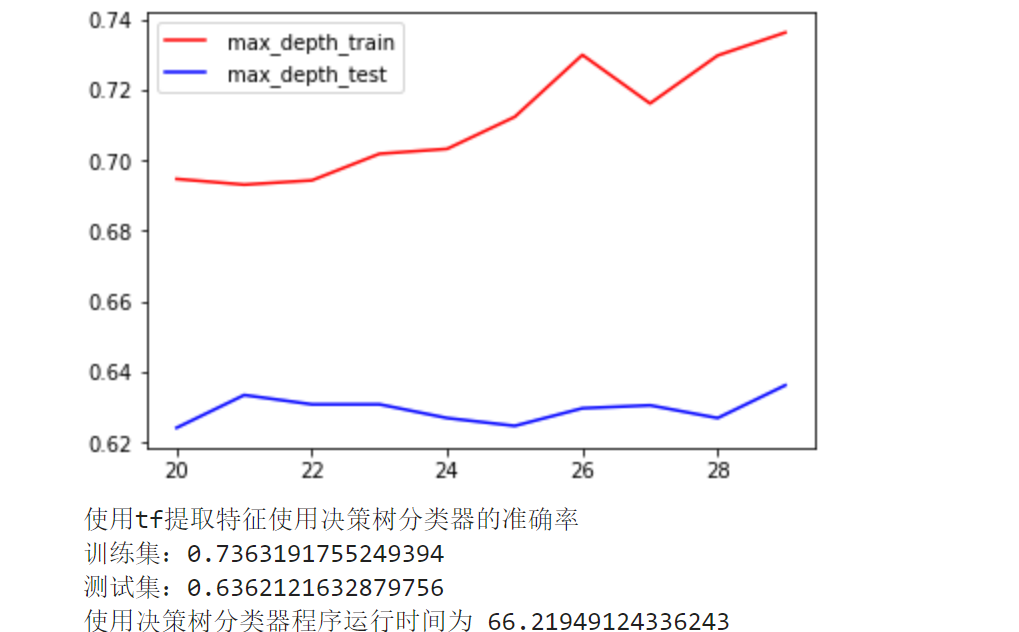 0.74
max_depth_train
max_depth_test
0.72
0.70
0.68
0.66
0.64
0.62
20 22 24 26 28
使用tf提取特征使用决策树分类器的准确率
训练集：0.7363191755249394
测试集：0.6362121632879756
使用决策树分类器程序运行时间为 66.21949124336243